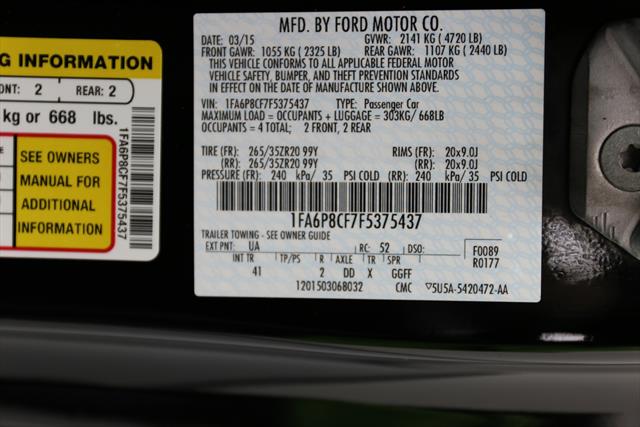 G INFORMATION
NT: 2 REAR: 2
kg or 668 lbs.
SEE OWNERS
MANUAL FOR
ADDITIONAL
INFORMATION
1FA6P8CF7F5375437
MFD. BY FORD MOTOR CO.
DATE: 03/15 GVWR: 2141 KG ( 4720 LB)
FRONT GAWR: 1055 KG ( 2325 LB) REAR GAWR: 1107 KG ( 2440 LB)
THIS VEHICLE CONFORMS TO ALL APPLICABLE FEDERAL MOTOR
VEHICLE SAFETY, BUMPER, AND THEFT PREVENTION STANDARDS
IN EFFECT ON THE DATE OF MANUFACTURE SHOWN ABOVE.
VIN: 1FA6P8CF7F5375437 TYPE: Passenger Car
MAXIMUM LOAD = OCCUPANTS + LUGGAGE = 303KG/ 668LB
OCCUPANTS = 4 TOTAL; 2 FRONT, 2 REAR
TIRE (FR): 265/35ZR20 99Y RIMS (FR): 20x9.0J
(RR): 265/35ZR20 99Y (RR): 20x9.0J
PRESSURE (FR): 240 kPa/ 35 PSI COLD (RR): 240 kPa/ 35 PSI COLD
1FA6P8CF7F5375437
TRAILER TOWING - SEE OWNER GUIDE
EXT PNT: UA RC: 52 DSO: F0089
INT TR TP/PS R AXLE TR SPR R0177
41 2 DD X GGFF
1201503068032 CMC ▽5U5A-5420472-AA